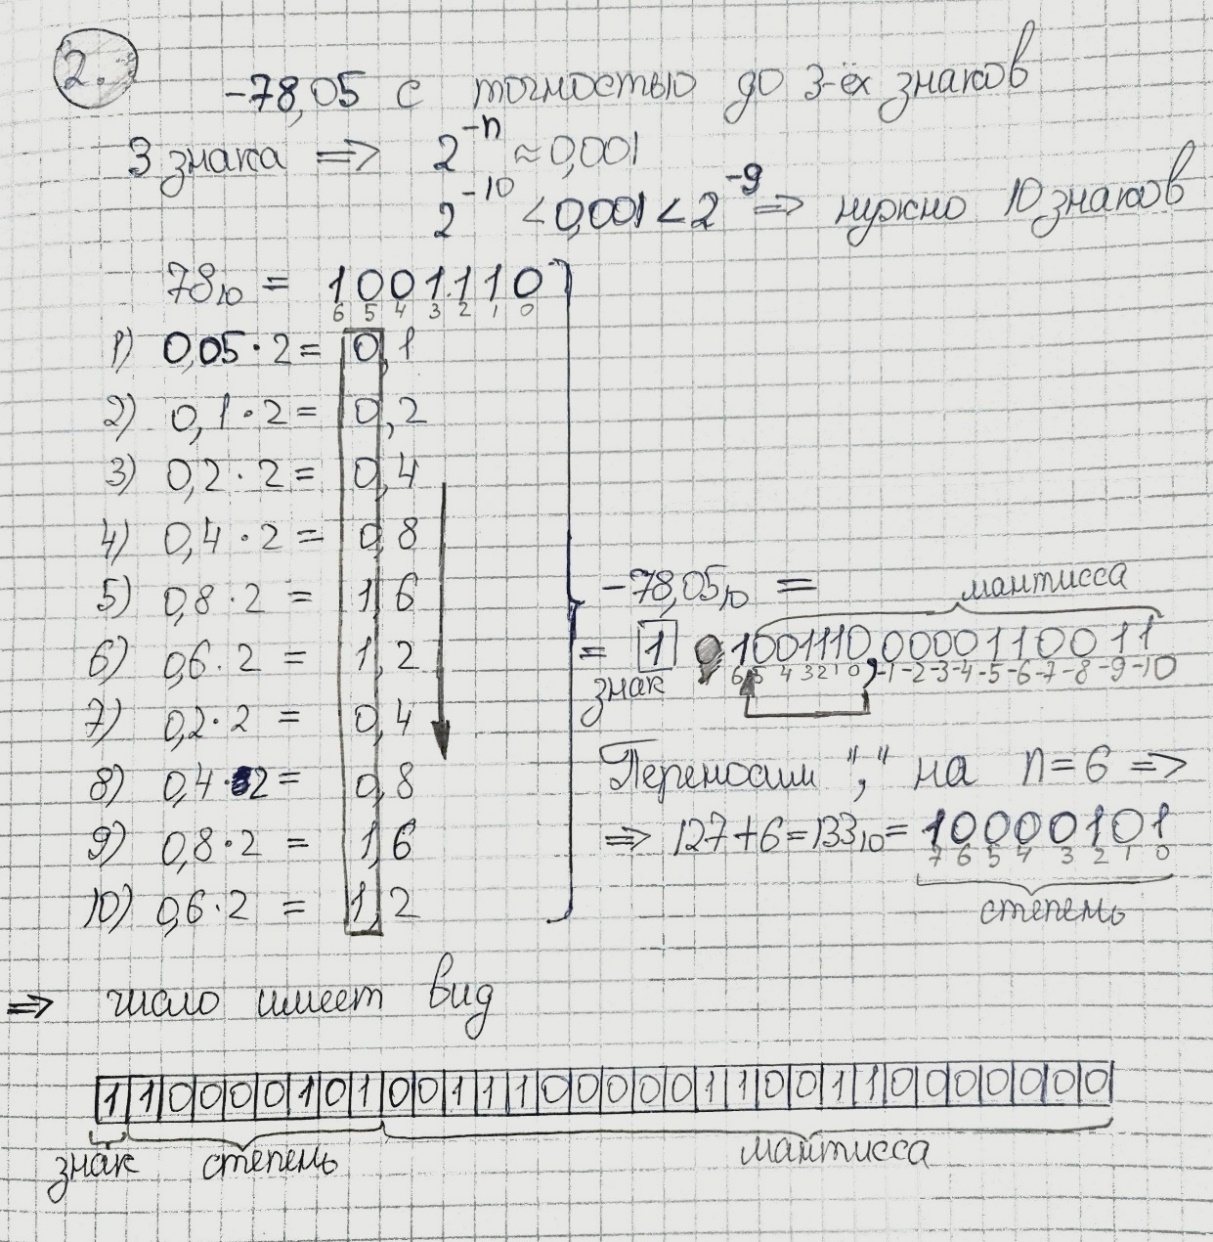 2.
-78,05 с точностью до 3-ёх знаков
3 знака => 2^-n ≈ 0,001
2^-10 < 0,001 < 2^-9 => нужно 10 знаков
78₁₀ = 1001110
6 5 4 3 2 1 0
1) 0,05·2 = 0,1
2) 0,1·2 = 0,2
3) 0,2·2 = 0,4
4) 0,4·2 = 0,8
5) 0,8·2 = 1,6
6) 0,6·2 = 1,2
7) 0,2·2 = 0,4
8) 0,4·2 = 0,8
9) 0,8·2 = 1,6
10) 0,6·2 = 1,2
-78,05₁₀ =
мантисса
= 1 1001110,0000110011
знак 6 5 4 3 2 1 0 -1 -2 -3 -4 -5 -6 -7 -8 -9 -10
Переносим "," на n=6 =>
=> 127+6=133₁₀= 10000101
7 6 5 4 3 2 1 0
степень
=> число имеет вид
1 1 0 0 0 0 1 0 1 0 0 1 1 1 0 0 0 0 0 1 1 0 0 1 1 0 0 0 0 0 0 0
знак степень мантисса